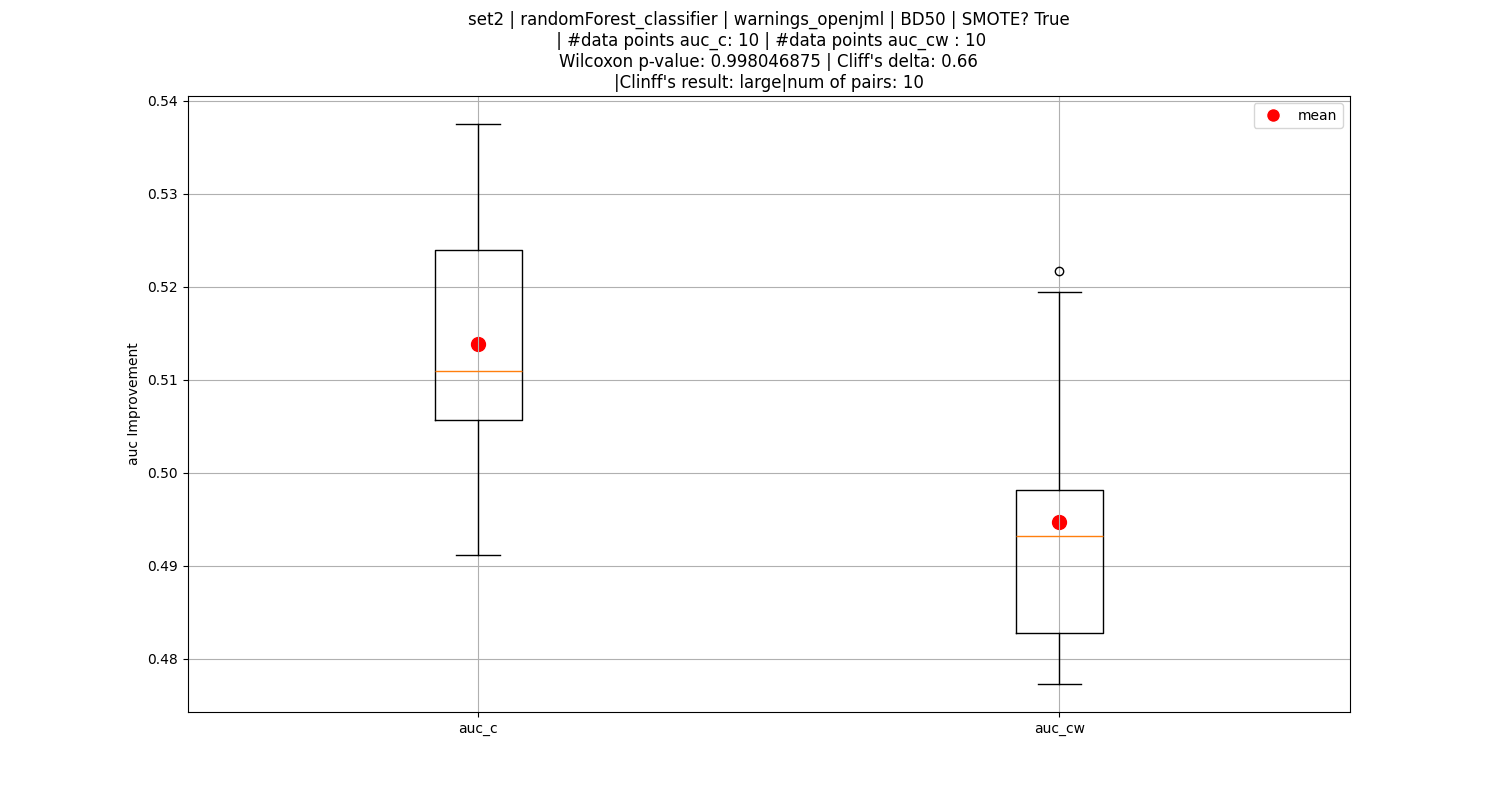 set2 | randomForest_classifier | warnings_openjml | BD50 | SMOTE? True
| #data points auc_c: 10 | #data points auc_cw : 10
Wilcoxon p-value: 0.998046875 | Cliff's delta: 0.66
|Clinff's result: large|num of pairs: 10
mean
0.54
0.53
0.52
0.51
0.50
0.49
0.48
auc Improvement
auc_c
auc_cw